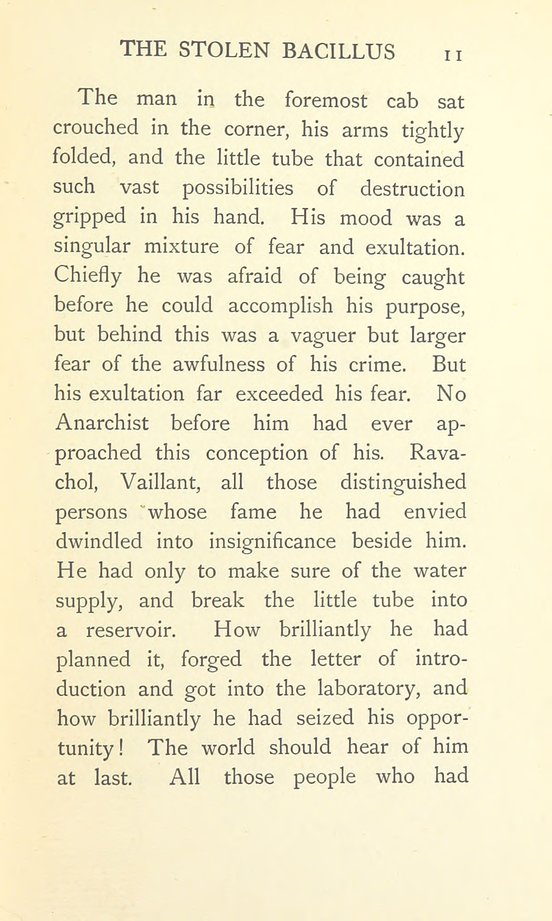 THE STOLEN BACILLUS 11
The man in the foremost cab sat
crouched in the corner, his arms tightly
folded, and the little tube that contained
such vast possibilities of destruction
gripped in his hand. His mood was a
singular mixture of fear and exultation.
Chiefly he was afraid of being caught
before he could accomplish his purpose,
but behind this was a vaguer but larger
fear of the awfulness of his crime. But
his exultation far exceeded his fear. No
Anarchist before him had ever ap-
proached this conception of his. Rava-
chol, Vaillant, all those distinguished
persons whose fame he had envied
dwindled into insignificance beside him.
He had only to make sure of the water
supply, and break the little tube into
a reservoir. How brilliantly he had
planned it, forged the letter of intro-
duction and got into the laboratory, and
how brilliantly he had seized his oppor-
tunity! The world should hear of him
at last. All those people who had